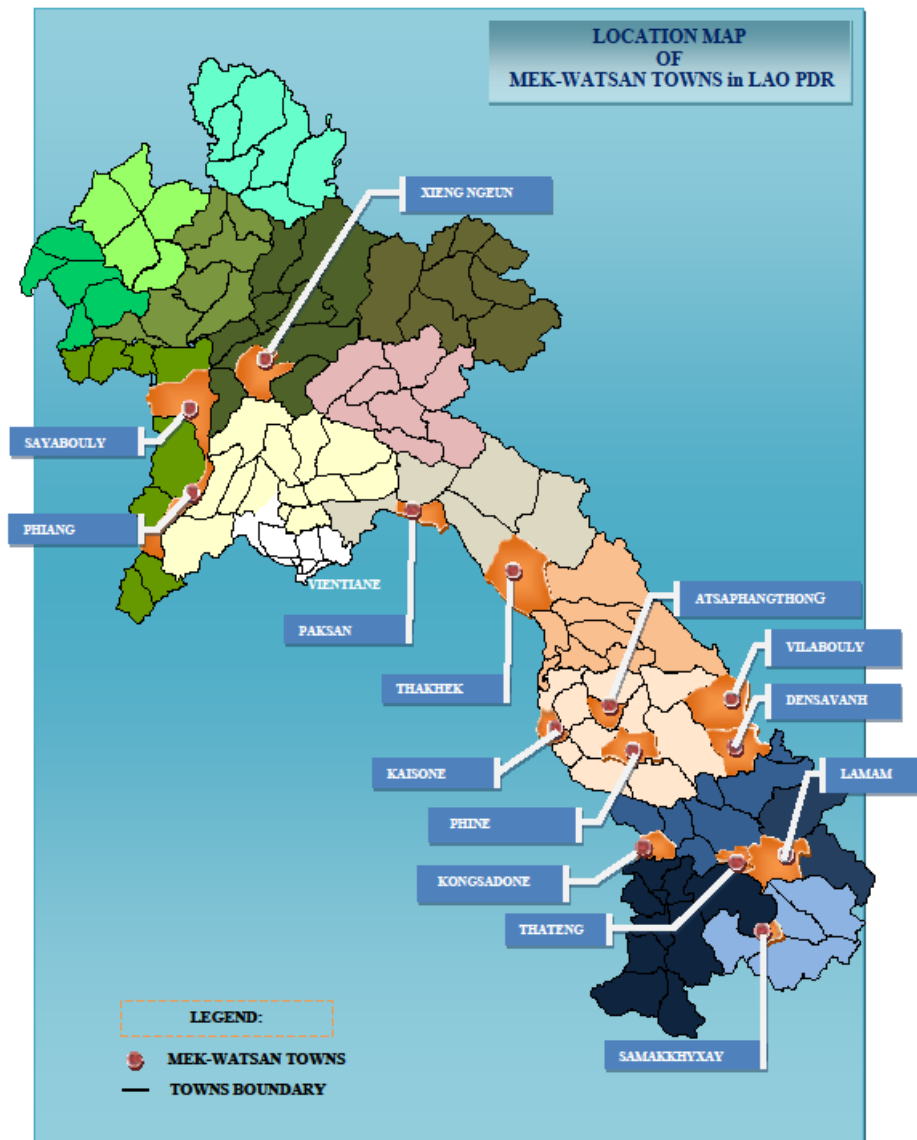 LOCATION MAP
OF
MEK-WATSAN TOWNS in LAO PDR
XIENG NGEUN
SAYABOULY
PHIANG
VIENTIANE
PAKSAN
ATSAPHANGTHONG
THAKHEK
VILABOULY
DENSAVANH
KAISONE
LAMAM
PHINE
KONGSADONE
THATENG
SAMAKKHYXAY
LEGEND:
MEK-WATSAN TOWNS
TOWNS BOUNDARY